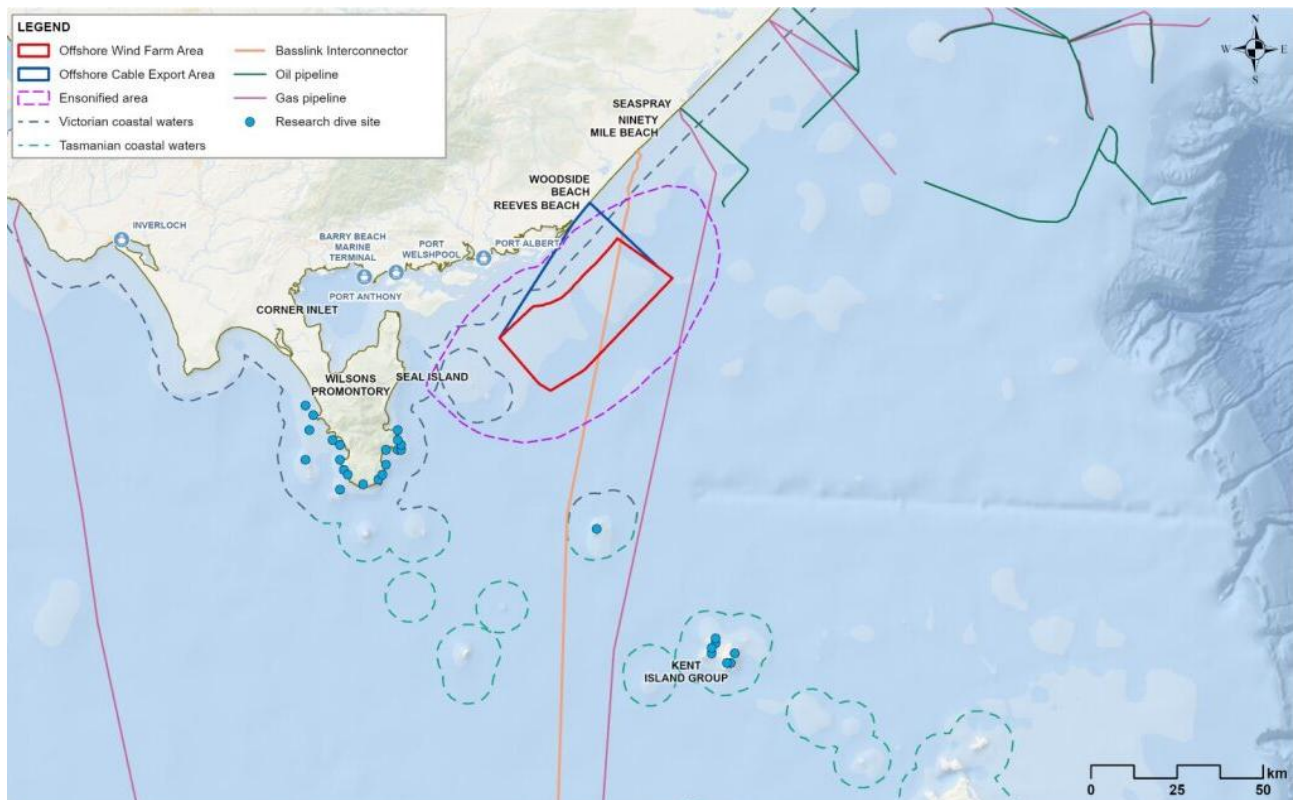 LEGEND
Offshore Wind Farm Area
Offshore Cable Export Area
Ensonified area
Victorian coastal waters
Tasmanian coastal waters
Basslink Interconnector
Oil pipeline
Gas pipeline
Research dive site
N
W E
S
SEASPRAY
NINETY
MILE BEACH
WOODSIDE
BEACH
REEVES BEACH
INVERLOCH
BARRY BEACH
MARINE
TERMINAL
PORT
WELSHPOOL
PORT ALBERT
PORT ANTHONY
CORNER INLET
WILSONS
PROMONTORY
SEAL ISLAND
KENT
ISLAND GROUP
km
0 25 50